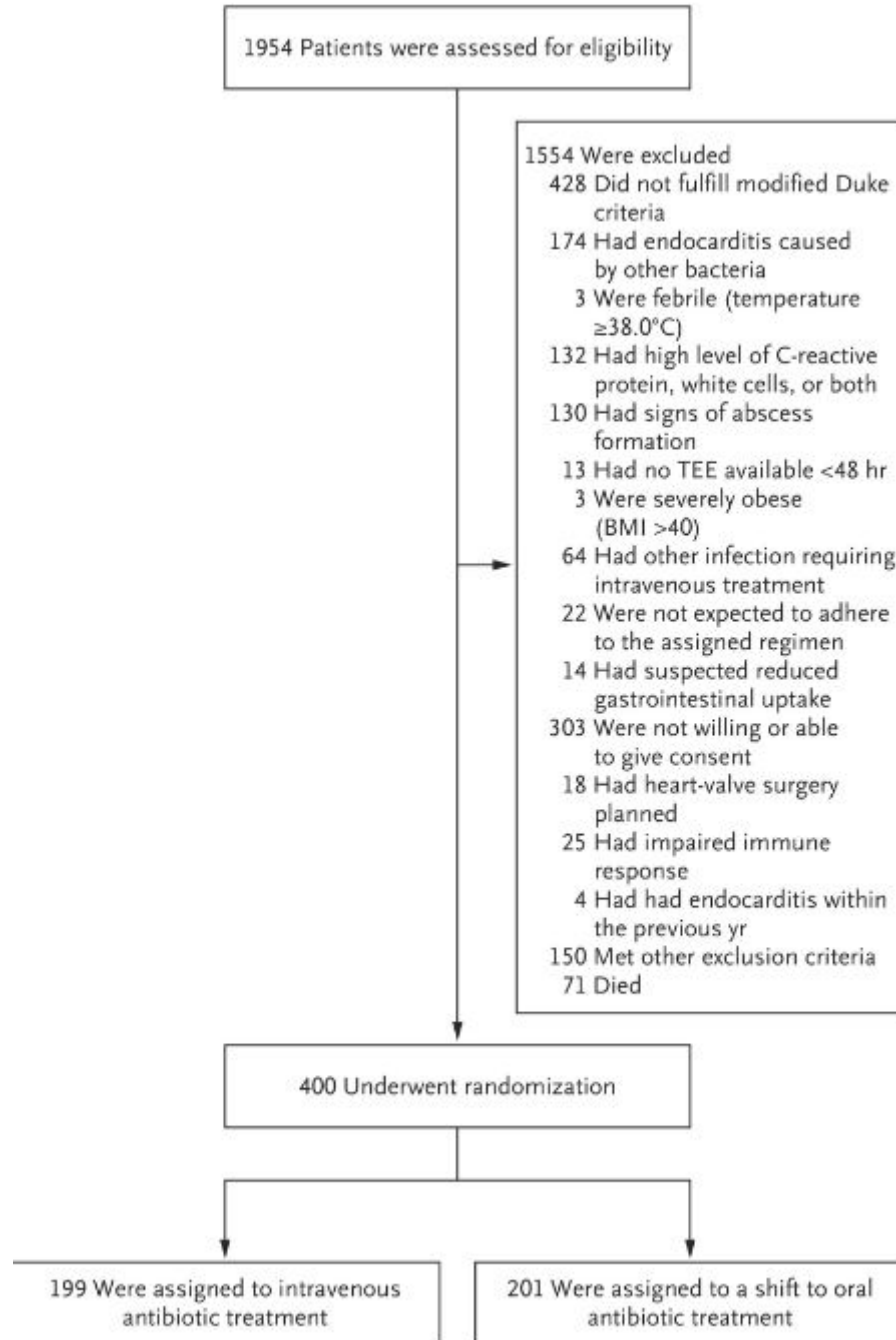 1954 Patients were assessed for eligibility
1554 Were excluded
428 Did not fulfill modified Duke
criteria
174 Had endocarditis caused
by other bacteria
3 Were febrile (temperature
≥38.0°C)
132 Had high level of C-reactive
protein, white cells, or both
130 Had signs of abscess
formation
13 Had no TEE available <48 hr
3 Were severely obese
(BMI >40)
64 Had other infection requiring
intravenous treatment
22 Were not expected to adhere
to the assigned regimen
14 Had suspected reduced
gastrointestinal uptake
303 Were not willing or able
to give consent
18 Had heart-valve surgery
planned
25 Had impaired immune
response
4 Had had endocarditis within
the previous yr
150 Met other exclusion criteria
71 Died
400 Underwent randomization
199 Were assigned to intravenous
antibiotic treatment
201 Were assigned to a shift to oral
antibiotic treatment